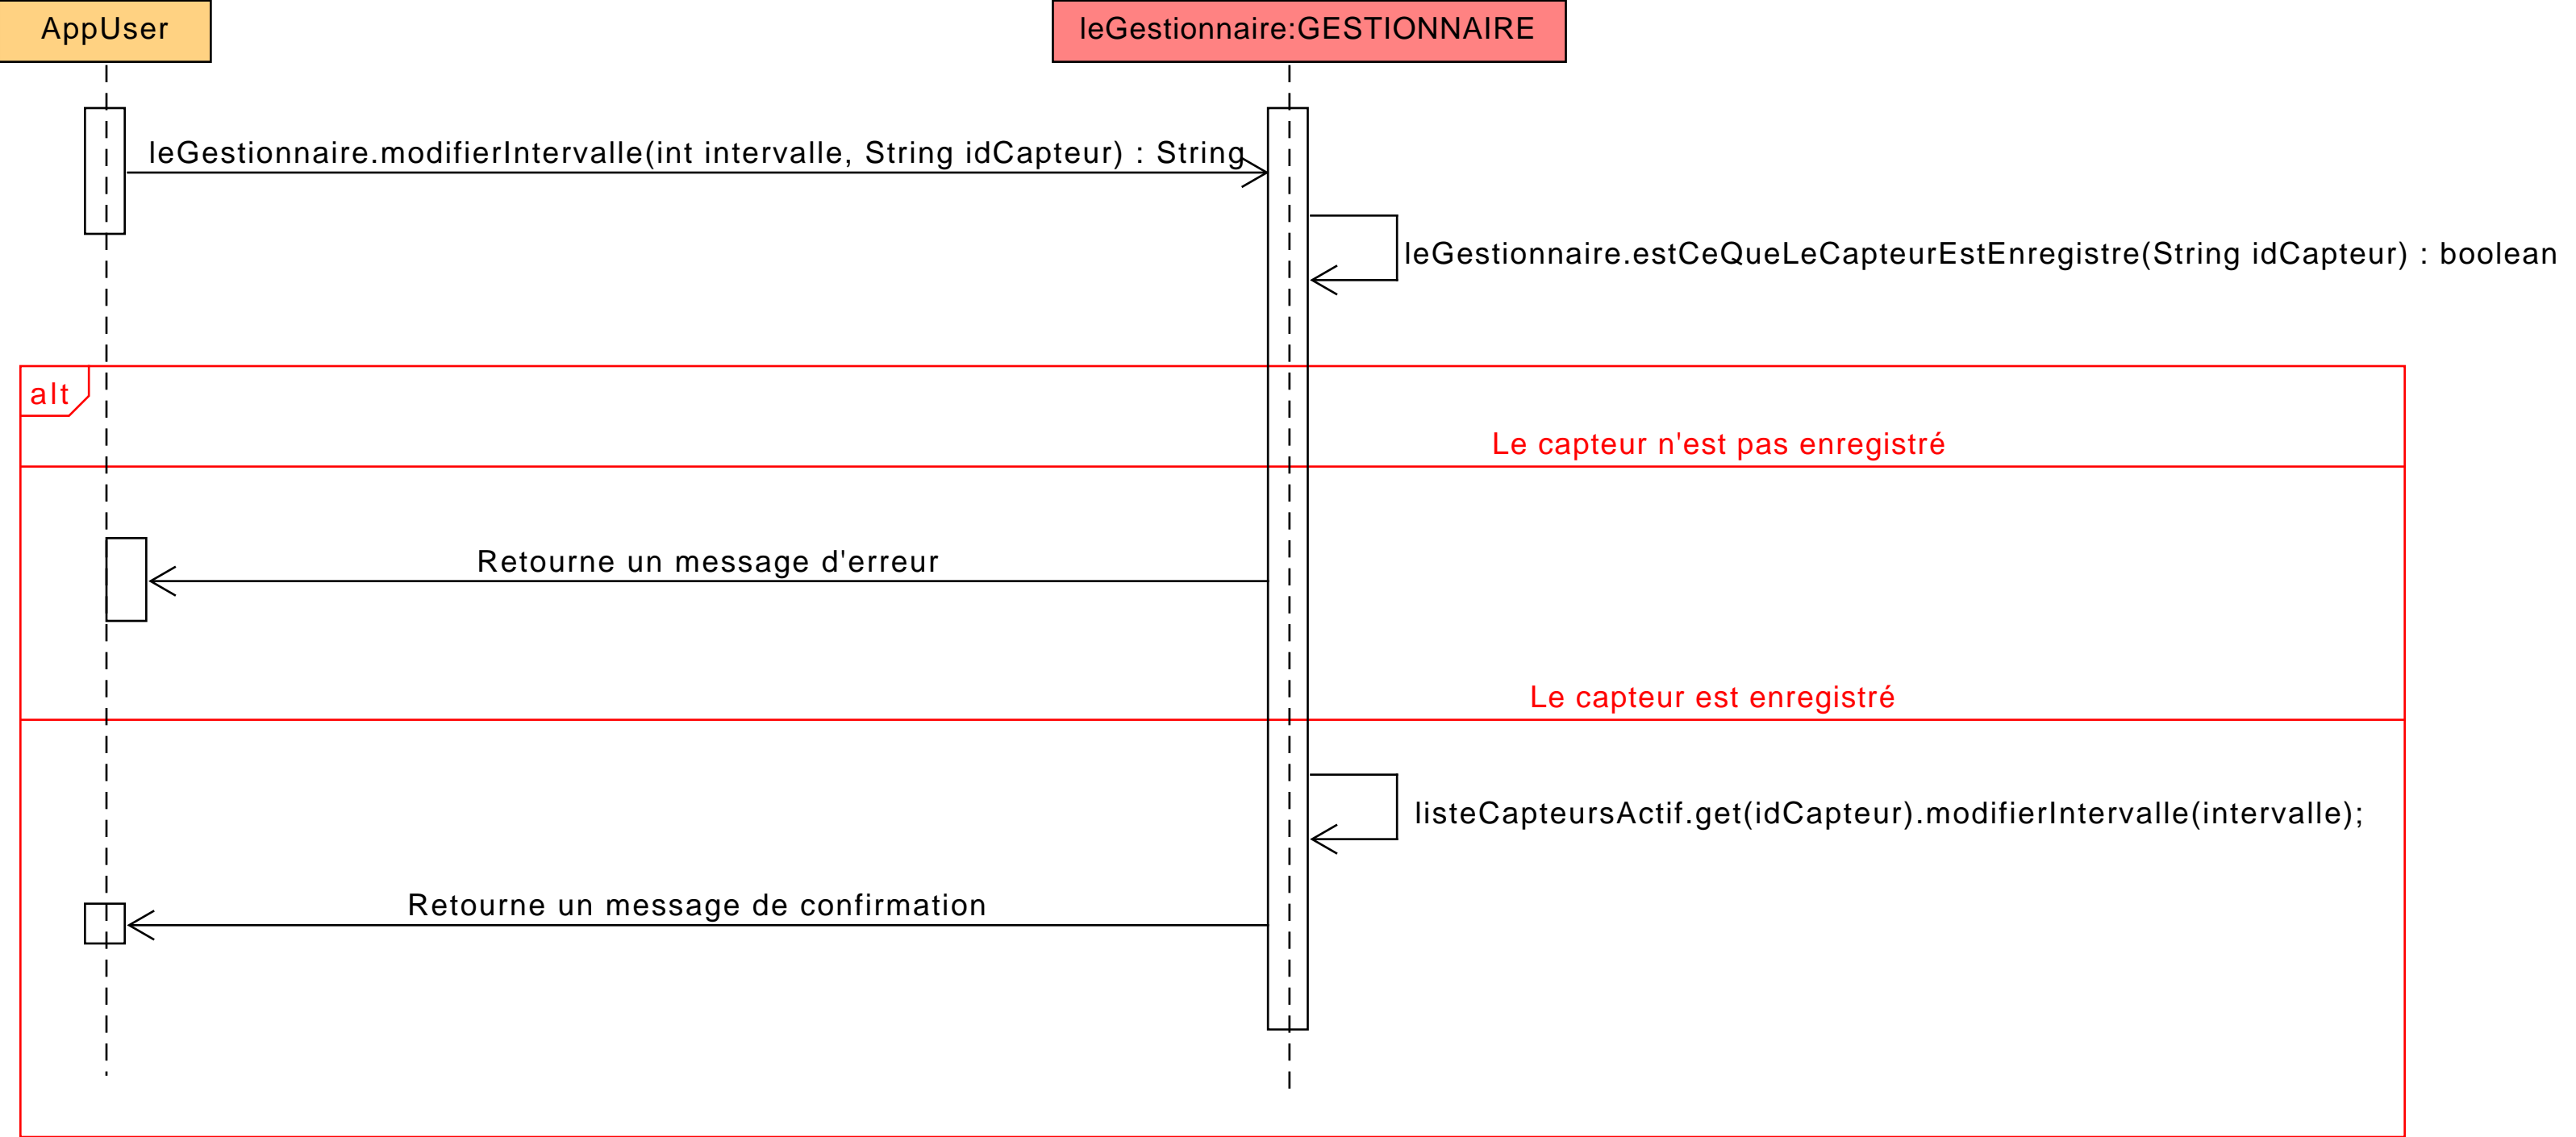 AppUser
leGestionnaire:GESTIONNAIRE
leGestionnaire.modifierIntervalle(int intervalle, String idCapteur) : String
leGestionnaire.estCeQueLeCapteurEstEnregistre(String idCapteur) : boolean
alt
Le capteur n'est pas enregistré
Retourne un message d'erreur
Le capteur est enregistré
listeCapteursActif.get(idCapteur).modifierIntervalle(intervalle);
Retourne un message de confirmation